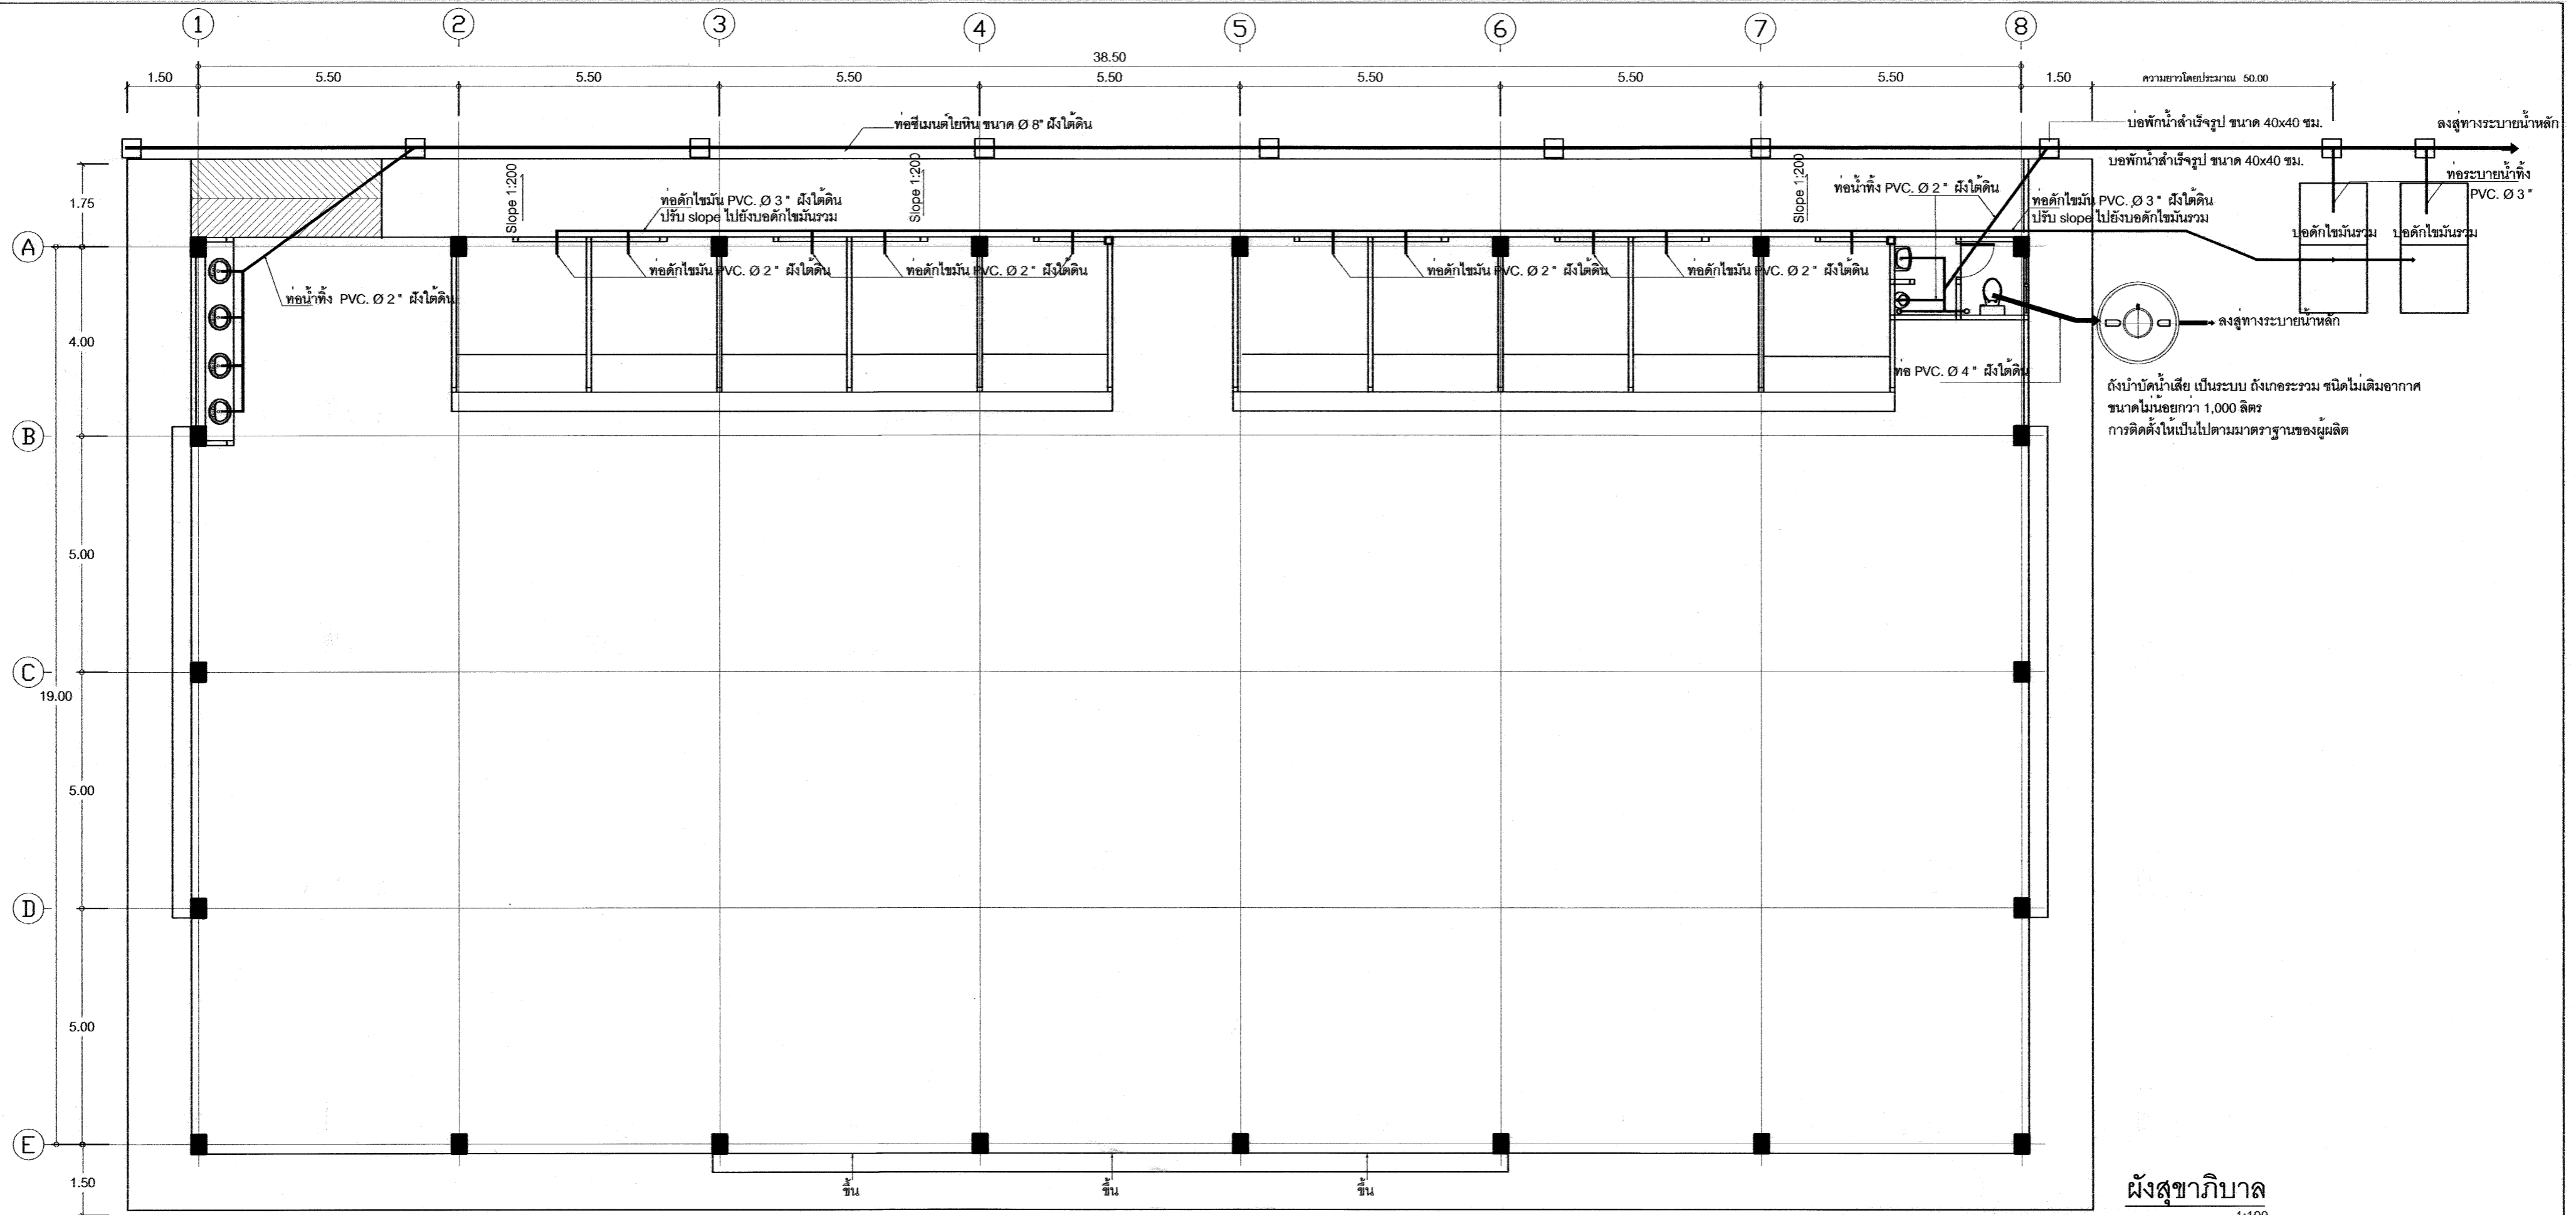 1 2 3 4 5 6 7 8
38.50
1.50 5.50 5.50 5.50 5.50 5.50 5.50 5.50 1.50 ความยาวโดยประมาณ 50.00
ท่อซีเมนต์ใยหิน ขนาด Ø 8" ฝังใต้ดิน
บ่อพักน้ำสำเร็จรูป ขนาด 40x40 ซม.
ลงสู่ทางระบายน้ำหลัก
บ่อพักน้ำสำเร็จรูป ขนาด 40x40 ซม.
ท่อระบายน้ำทิ้ง
PVC. Ø 3 "
Slope 1:200
Slope 1:200
Slope 1:200
1.75
ท่อดักไขมัน PVC. Ø 3 " ฝังใต้ดิน
ปรับ slope ไปยังบอดักไขมันรวม
ท่อน้ำทิ้ง PVC. Ø 2 " ฝังใต้ดิน
ท่อดักไขมัน PVC. Ø 3 " ฝังใต้ดิน
ปรับ slope ไปยังบอดักไขมันรวม
บอดักไขมันรวม บอดักไขมันรวม
A
ท่อดักไขมัน PVC. Ø 2 " ฝังใต้ดิน
ท่อดักไขมัน PVC. Ø 2 " ฝังใต้ดิน
ท่อดักไขมัน PVC. Ø 2 " ฝังใต้ดิน
ท่อดักไขมัน PVC. Ø 2 " ฝังใต้ดิน
ท่อน้ำทิ้ง PVC. Ø 2 " ฝังใต้ดิน
ลงสู่ทางระบายน้ำหลัก
4.00
ท่อ PVC. Ø 4 " ฝังใต้ดิน
ถังบำบัดน้ำเสีย เป็นระบบ ถังเกอระรวม ชนิดไม่เติมอากาศ
ขนาดไม่น้อยกว่า 1,000 ลิตร
การติดตั้งให้เป็นไปตามมาตราฐานของผู้ผลิต
B
5.00
C
19.00
5.00
D
5.00
E
1.50
ขึ้น ขึ้น ขึ้น
ผังสุขาภิบาล
1:100